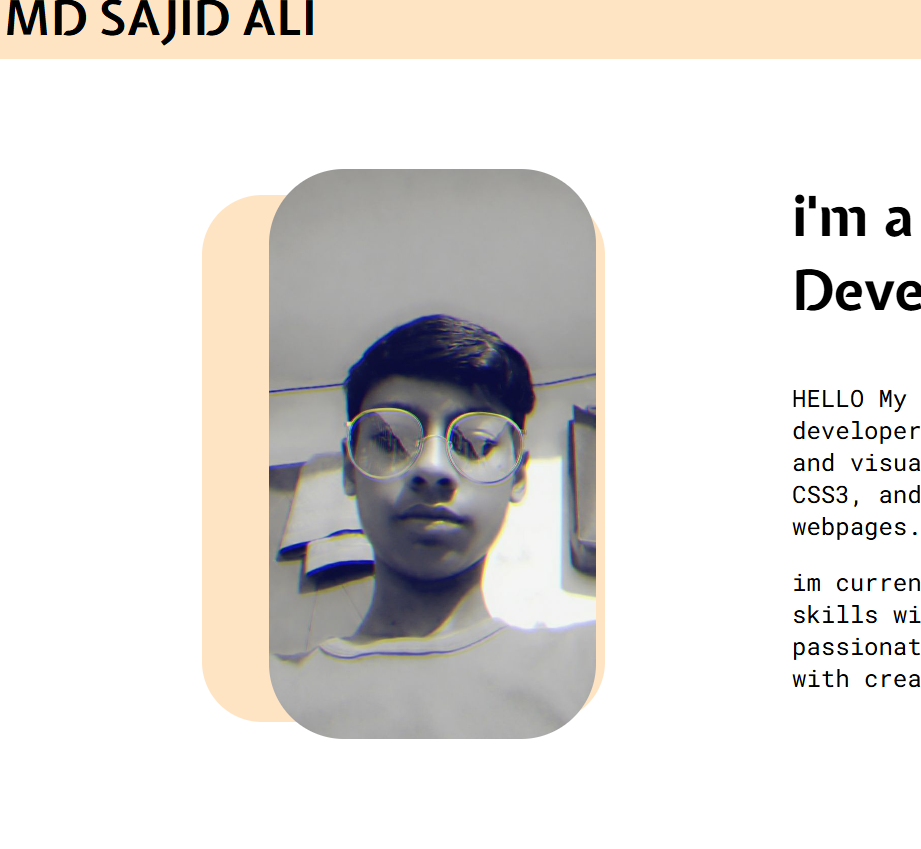 MD SAJID ALI
i'm a
Deve
HELLO My
developer
and visua
CSS3, and
webpages.
im curren
skills wi
passionat
with crea